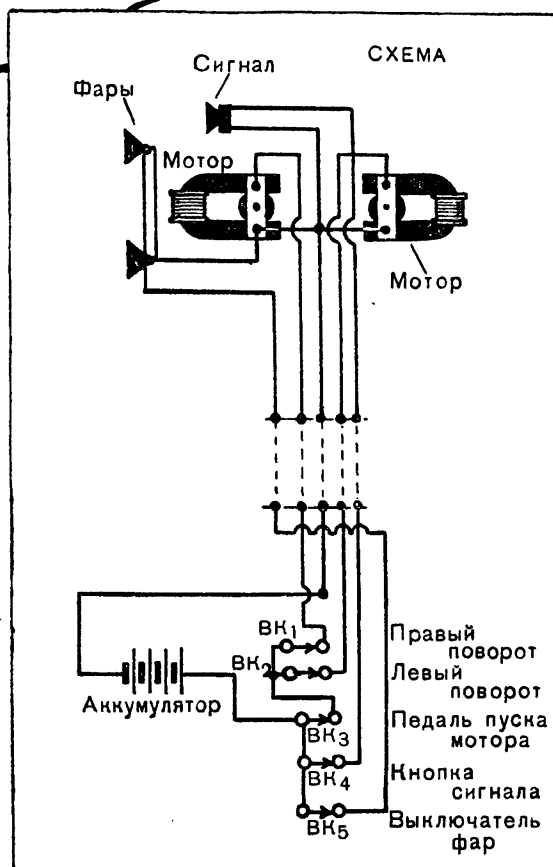 СХЕМА
Сигнал
Фары
Мотор
Мотор
ВК1
Правый
поворот
ВК2
Левый
поворот
Аккумулятор
ВК3
Педаль пуска
мотора
ВК4
Кнопка
сигнала
ВК5
Выключатель
фар